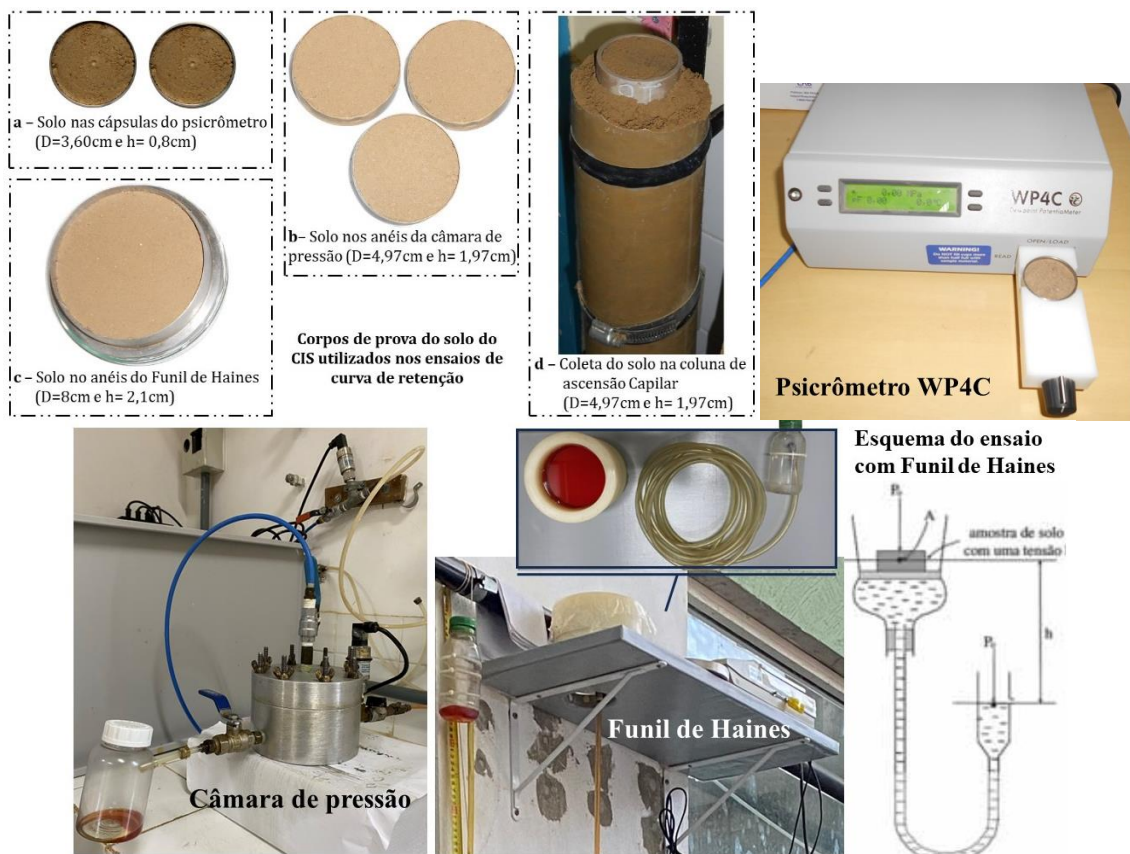 a – Solo nas cápsulas do psicrômetro
(D=3,60cm e h= 0,8cm)
b– Solo nos anéis da câmara de
pressão (D=4,97cm e h= 1,97cm)
c – Solo no anéis do Funil de Haines
(D=8cm e h= 2,1cm)
Corpos de prova do solo do
CIS utilizados nos ensaios de
curva de retenção
d – Coleta do solo na coluna de
ascensão Capilar
(D=4,97cm e h= 1,97cm)
WP4C
OPEN/LOAD
READ
WARNING!
Psicrômetro WP4C
Câmara de pressão
Funil de Haines
Esquema do ensaio
com Funil de Haines
A
amostra de solo
com uma tensão
h